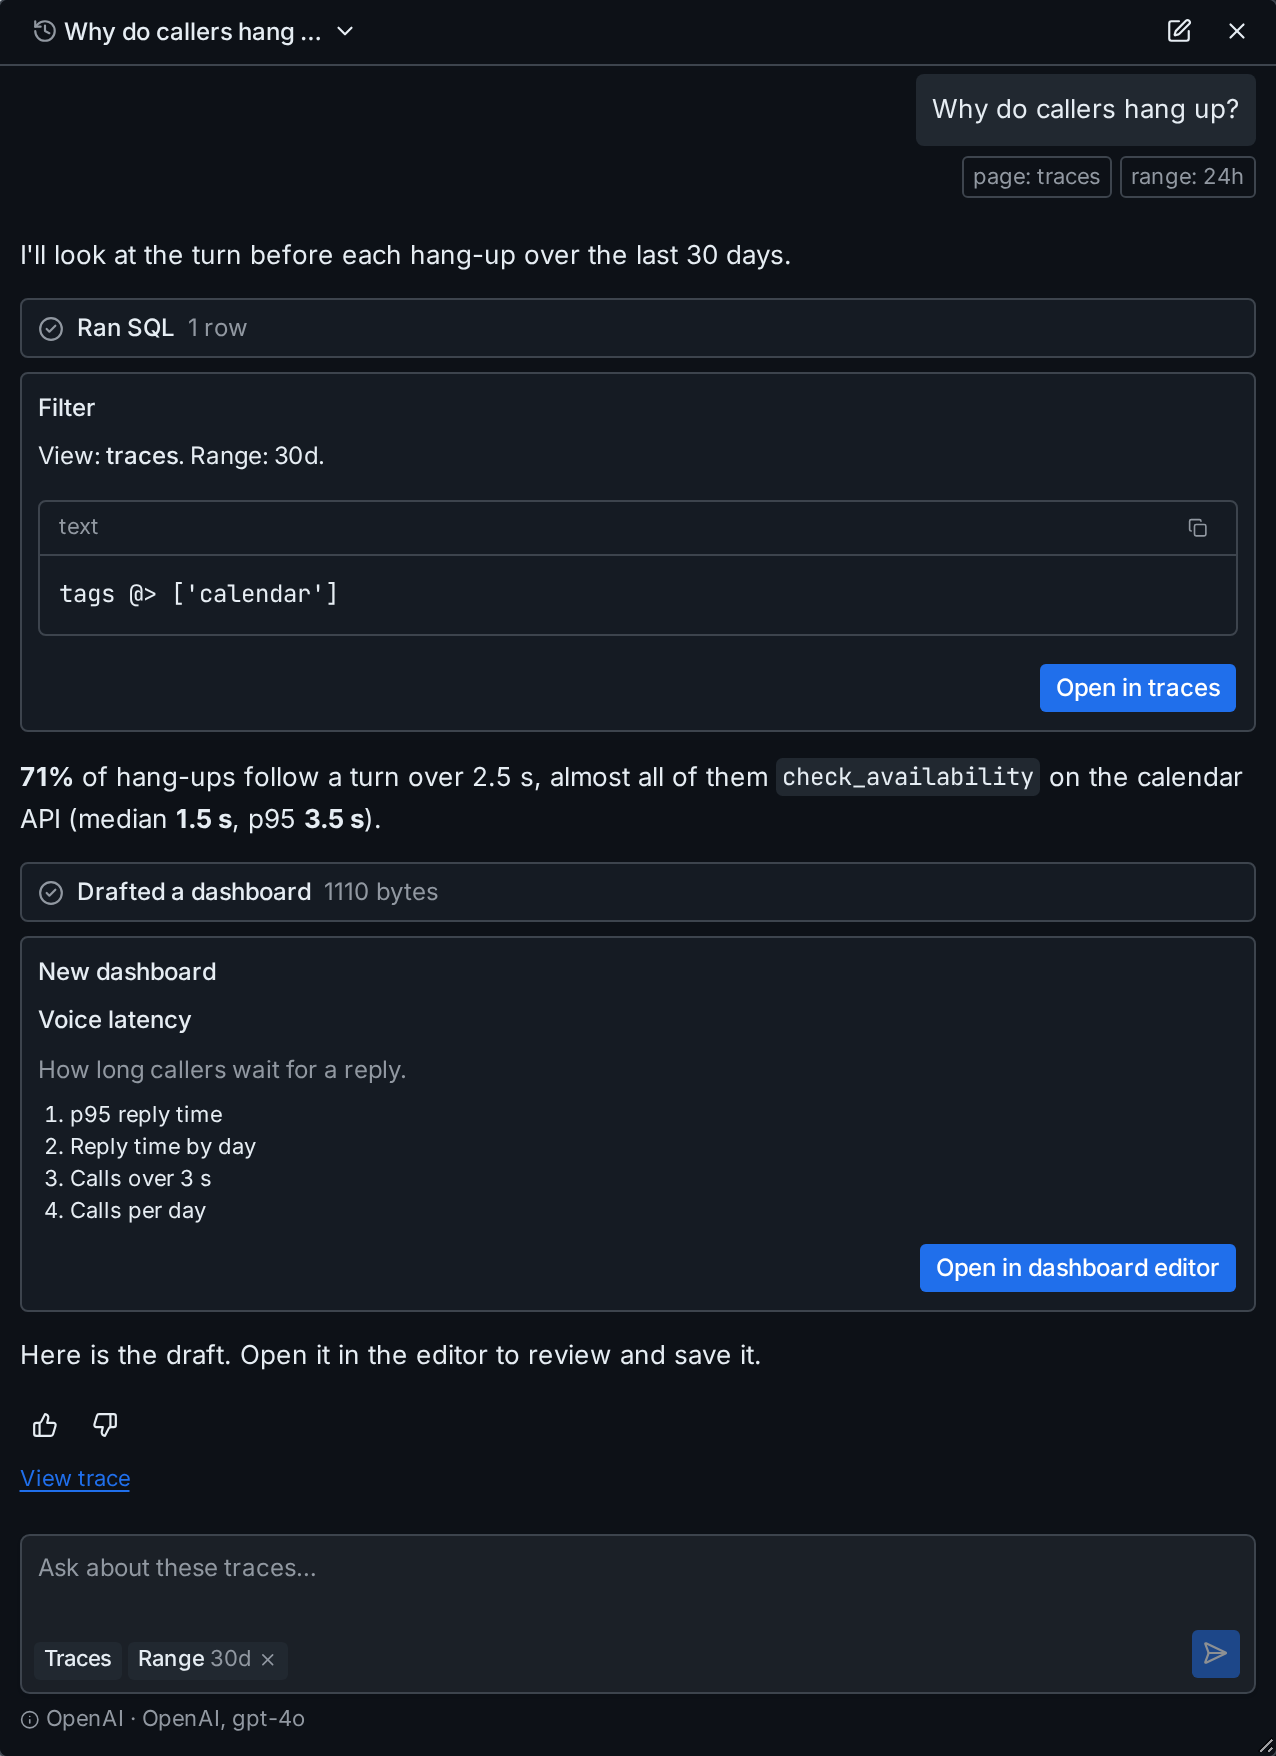 Why do callers hang ...
Why do callers hang up?
page: traces
range: 24h
I'll look at the turn before each hang-up over the last 30 days.
Ran SQL 1 row
Filter
View: traces. Range: 30d.
text
tags @> ['calendar']
Open in traces
71% of hang-ups follow a turn over 2.5 s, almost all of them check_availability on the calendar
API (median 1.5 s, p95 3.5 s).
Drafted a dashboard 1110 bytes
New dashboard
Voice latency
How long callers wait for a reply.
1. p95 reply time
2. Reply time by day
3. Calls over 3 s
4. Calls per day
Open in dashboard editor
Here is the draft. Open it in the editor to review and save it.
View trace
Ask about these traces...
Traces
Range 30d
OpenAI · OpenAI, gpt-4o